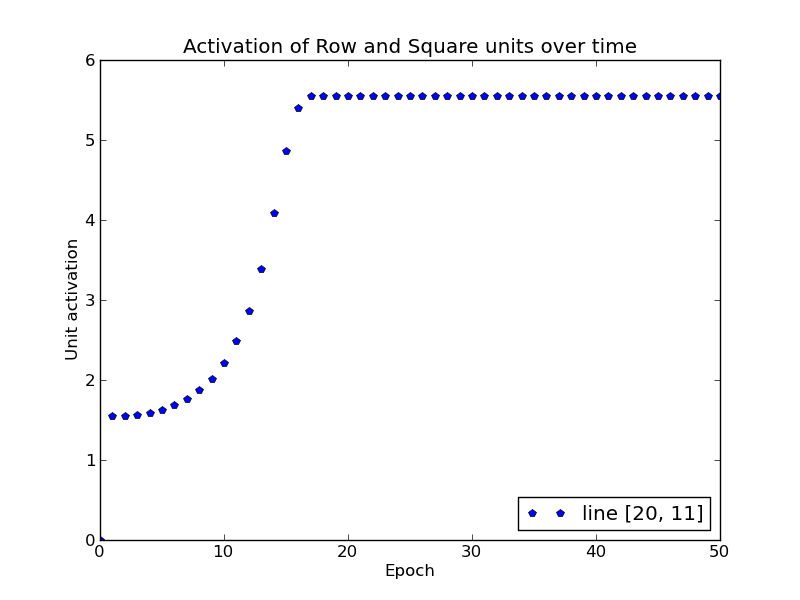 Activation of Row and Square units over time
6
5
4
3
2
1
0
Unit activation
line [20, 11]
0 10 20 30 40 50
Epoch